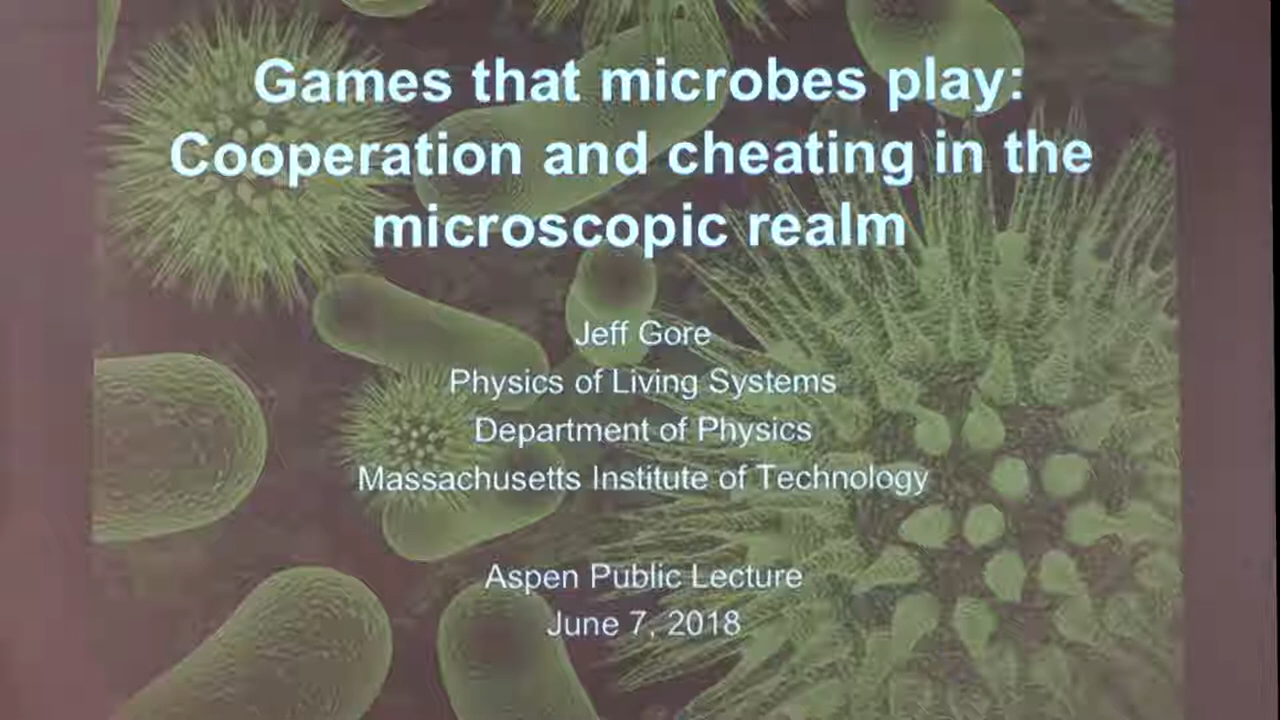 Games that microbes play:
Cooperation and cheating in the
microscopic realm
Jeff Gore
Physics of Living Systems
Department of Physics
Massachusetts Institute of Technology
Aspen Public Lecture
June 7, 2018